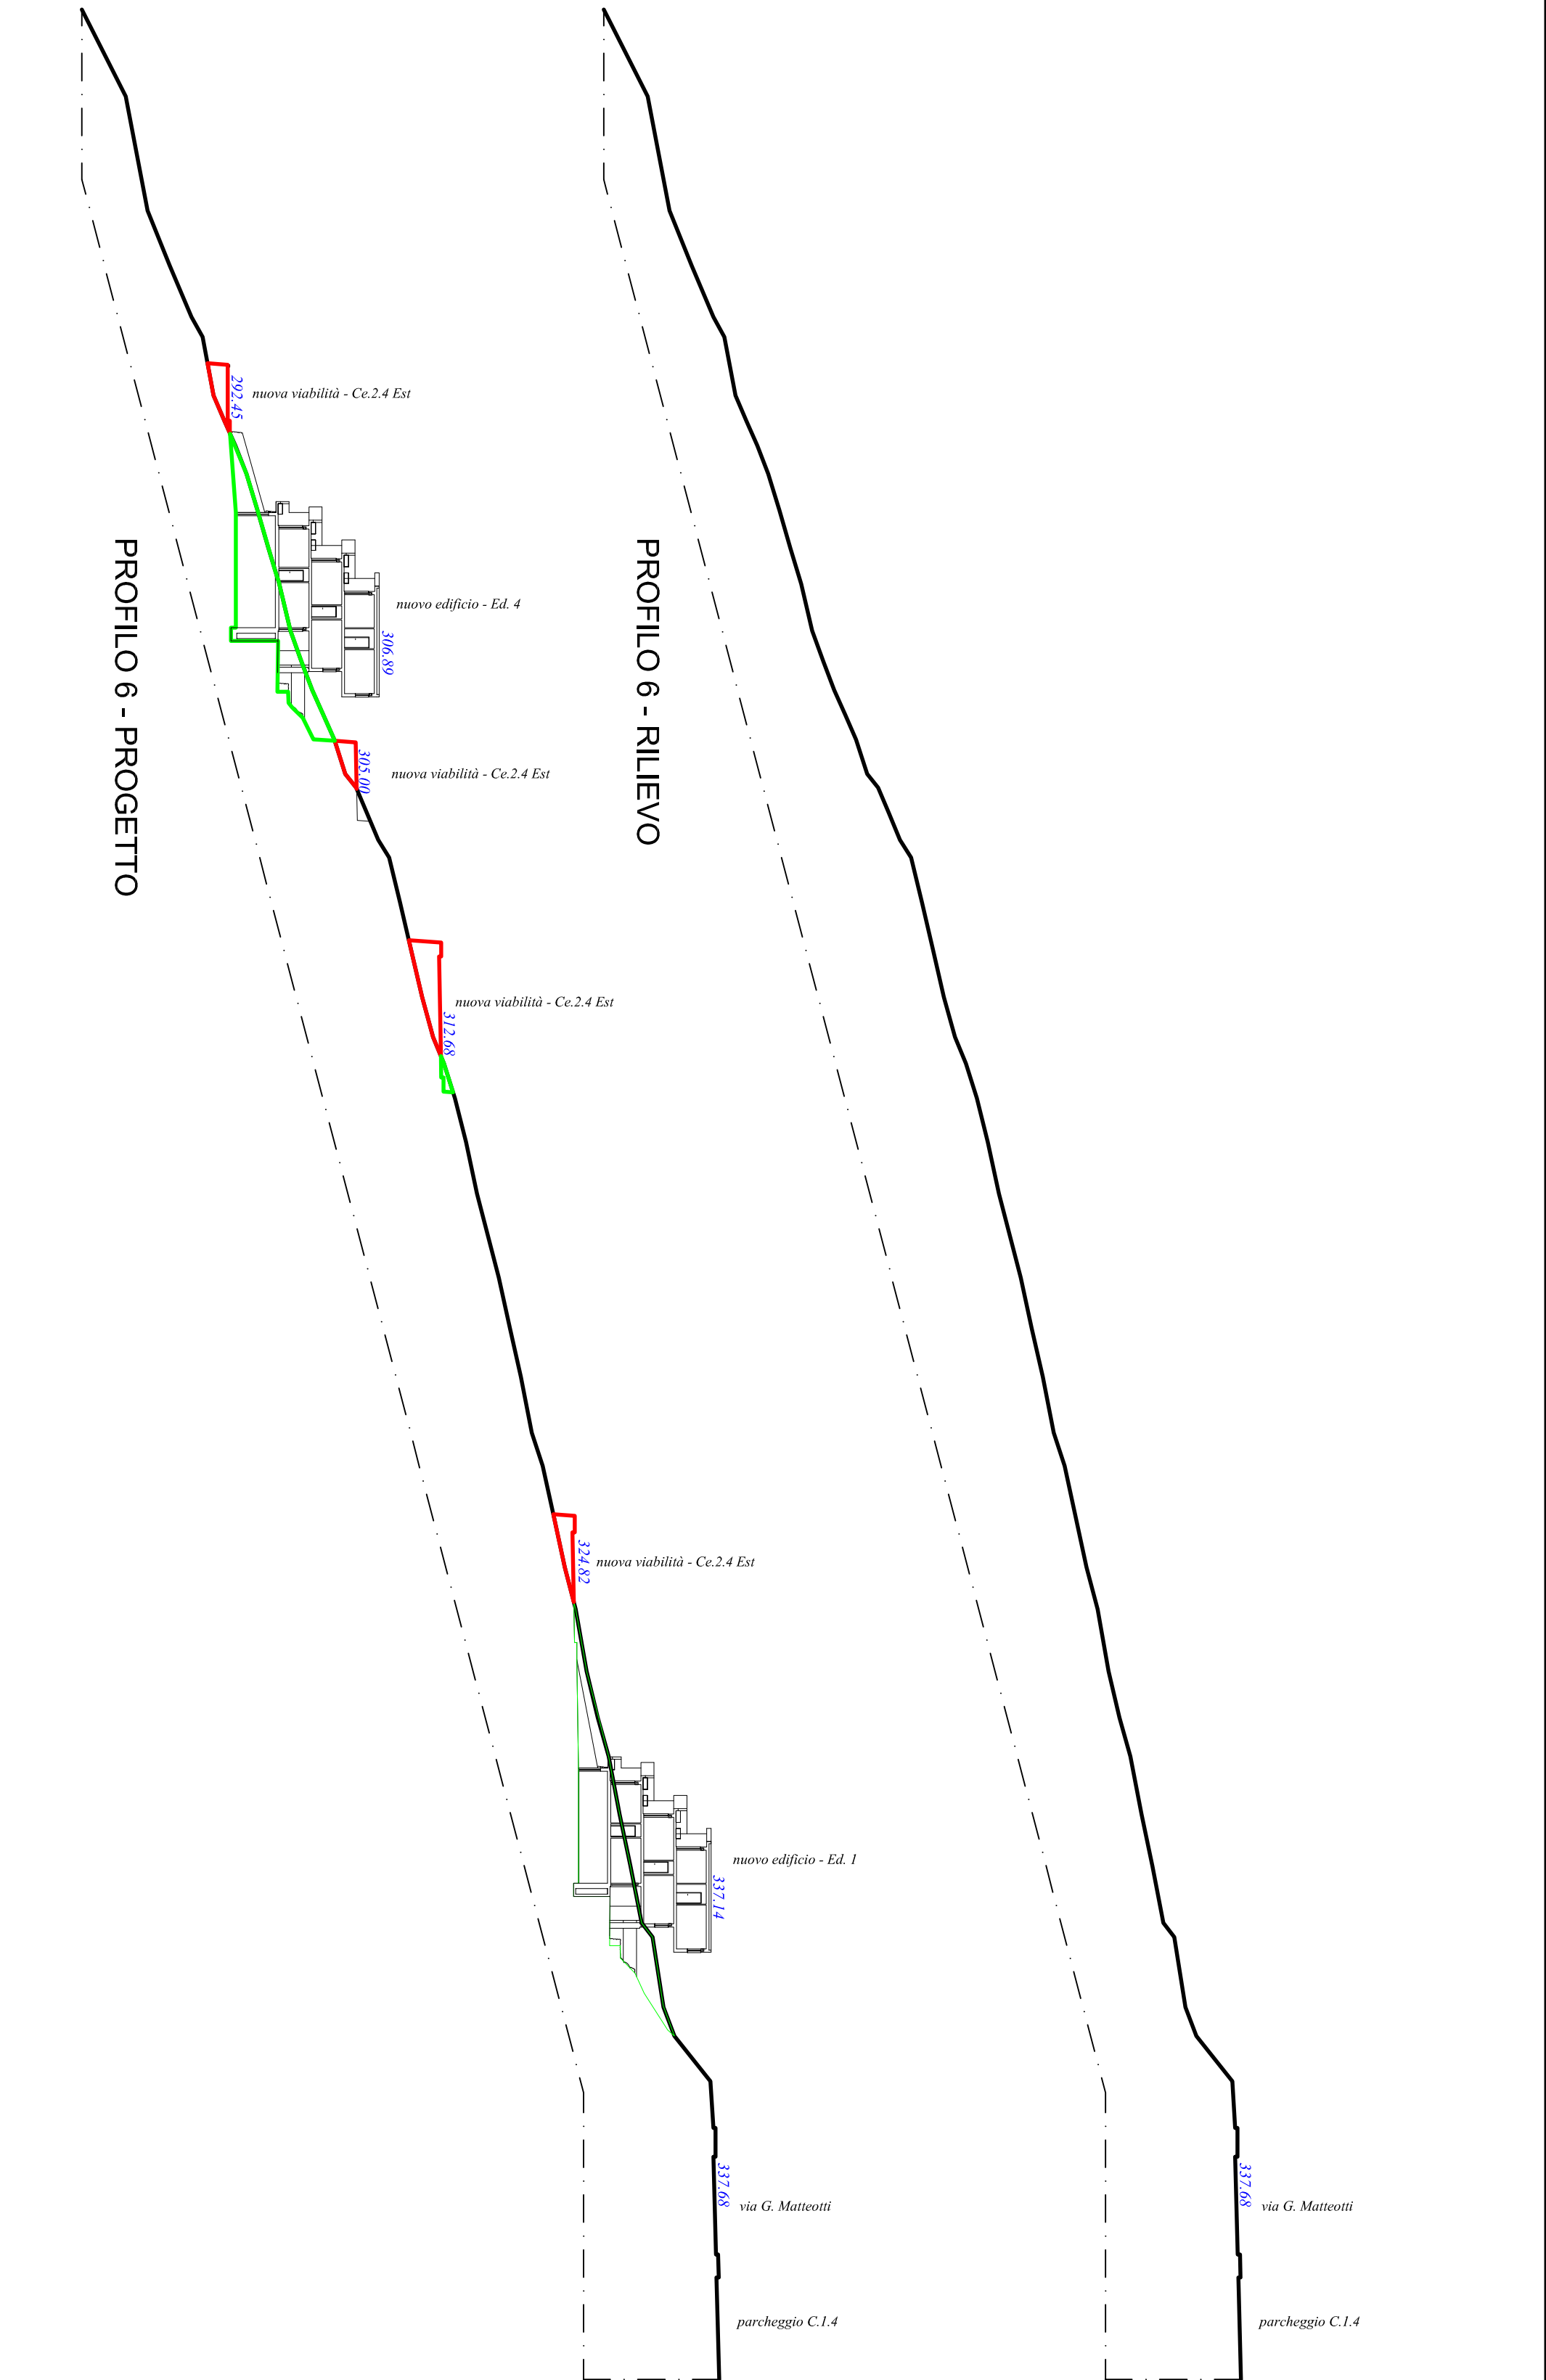 PROFILO 6 - PROGETTO
292.45
nuova viabilità - Ce.2.4 Est
nuovo edificio - Ed. 4
306.89
305.00
nuova viabilità - Ce.2.4 Est
nuova viabilità - Ce.2.4 Est
312.68
324.82
nuova viabilità - Ce.2.4 Est
nuovo edificio - Ed. 1
337.14
337.68
via G. Matteotti
parcheggio C.1.4
PROFILO 6 - RILIEVO
337.68
via G. Matteotti
parcheggio C.1.4